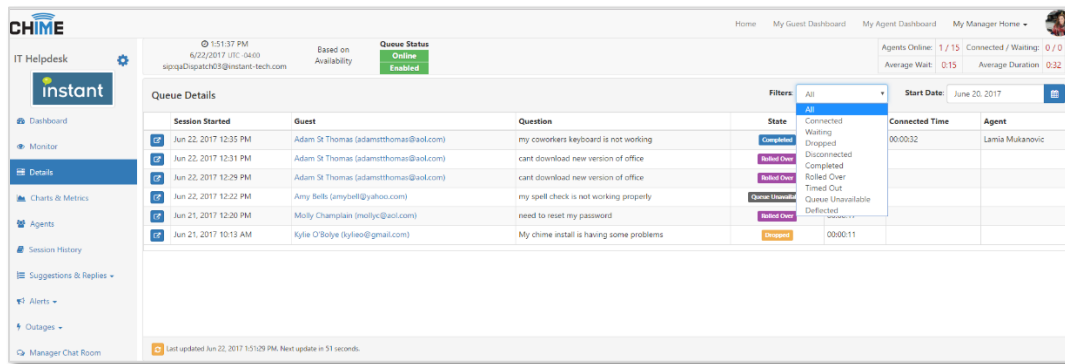 CHIME
Home My Guest Dashboard My Agent Dashboard My Manager Home
IT Helpdesk
instant
1:51:37 PM
6/22/2017 UTC -04:00
sip:qaDispatch03@instant-tech.com
Based on
Availability
Queue Status
Online
Enabled
Agents Online: 1 / 15 Connected / Waiting: 0 / 0
Average Wait: 0:15 Average Duration 0:32
Dashboard
Monitor
Details
Charts & Metrics
Agents
Session History
Suggestions & Replies
Alerts
Outages
Manager Chat Room
Queue Details
Filters: All
Start Date: June 20, 2017
All
Connected
Waiting
Dropped
Disconnected
Completed
Rolled Over
Timed Out
Queue Unavailable
Deflected
Session Started Guest Question State Connected Time Agent
Jun 22, 2017 12:35 PM Adam St Thomas (adamstthomas@aol.com) my coworkers keyboard is not working Completed 00:00:32 Lamia Mukanovic
Jun 22, 2017 12:31 PM Adam St Thomas (adamstthomas@aol.com) cant download new version of office Rolled Over
Jun 22, 2017 12:29 PM Adam St Thomas (adamstthomas@aol.com) cant download new version of office Rolled Over
Jun 22, 2017 12:22 PM Amy Bells (amybell@yahoo.com) my spell check is not working properly Queue
Jun 21, 2017 12:20 PM Molly Champlain (mollyc@aol.com) need to reset my password Rolled Over
Jun 21, 2017 10:13 AM Kylie O'Bolye (kylieo@gmail.com) My chime install is having some problems Dropped 00:00:11
Last updated Jun 22, 2017 1:51:29 PM. Next update in 51 seconds.